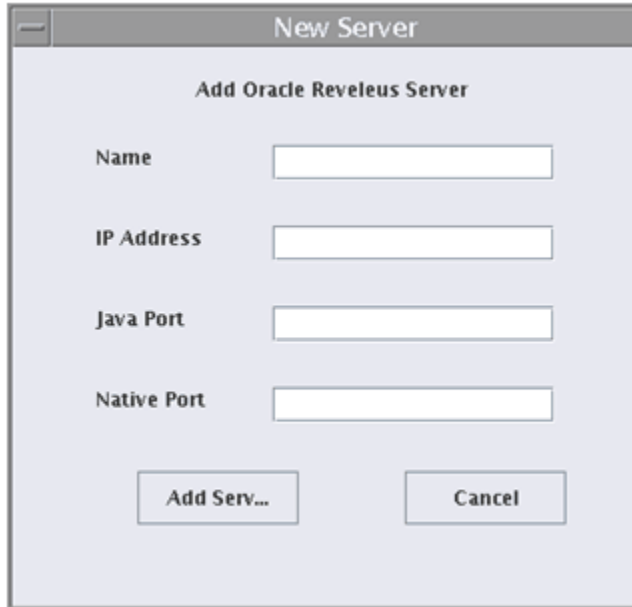 New Server
Add Oracle Reveleus Server
Name
IP Address
Java Port
Native Port
Add Serv... Cancel